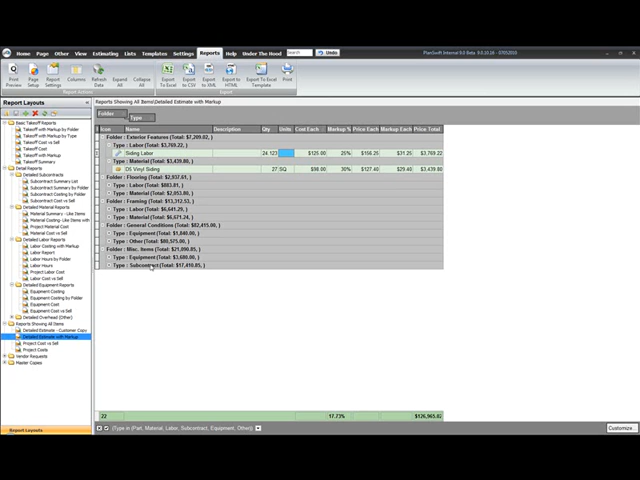 PlanSwift Internal 9.0 Beta 9.0.20.28 - 07052010
Home Page Other View Estimating Lists Templates Settings Reports Help Under The Hood Search Undo
Print Preview Page Setup Report Settings Columns Refresh Data Expand All Collapse All Export To Excel Export to CSV Export to XML Export to HTML Export To Excel Template Print
Report Actions Export
Report Layouts
Reports Showing All Items\Detailed Estimate with Markup
Basic Takeoff Reports
Takeoff with Markup by Folder
Takeoff with Markup by Type
Takeoff Cost vs Sell
Takeoff Cost
Takeoff with Markup
Takeoff Summary
Detail Reports
Detailed Subcontracts
Subcontract Summary List
Subcontract Summary by Folder
Subcontract Costing by Folder
Subcontract Cost vs Sell
Detailed Material Reports
Material Summary - Like Items
Material Costing- Like Items with
Project Material Cost
Material Cost vs Sell
Detailed Labor Reports
Labor Costing with Markup
Labor Report
Labor Hours by Folder
Labor Hours
Project Labor Cost
Labor Cost vs Sell
Detailed Equipment Reports
Equipment Costing
Equipment Costing by Folder
Equipment Cost
Equipment Cost vs Sell
Detailed Overhead (Other)
Reports Showing All Items
Detailed Estimate - Customer Copy
Detailed Estimate with Markup
Project Cost vs Sell
Project Costs
Vendor Requests
Master Copies
Report Layouts
Folder
Type
Icon Name Description Qty Units Cost Each Markup % Price Each Markup Each Price Total
Folder : Exterior Features (Total: $7,209.02, )
Type : Labor (Total: $3,769.22, )
Siding Labor 24.123 $125.00 25% $156.25 $31.25 $3,769.22
Type : Material (Total: $3,439.80, )
D5 Vinyl Siding 27 SQ $98.00 30% $127.40 $29.40 $3,439.80
Folder : Flooring (Total: $2,937.61, )
Type : Labor (Total: $883.81, )
Type : Material (Total: $2,053.80, )
Folder : Framing (Total: $13,312.53, )
Type : Labor (Total: $6,641.29, )
Type : Material (Total: $6,671.24, )
Folder : General Conditions (Total: $82,415.00, )
Type : Equipment (Total: $1,840.00, )
Type : Other (Total: $80,575.00, )
Folder : Misc. Items (Total: $21,090.85, )
Type : Equipment (Total: $3,680.00, )
Type : Subcontract (Total: $17,410.85, )
22 17.73% $126,965.02
(Type in (Part, Material, Labor, Subcontract, Equipment, Other))
Customize...